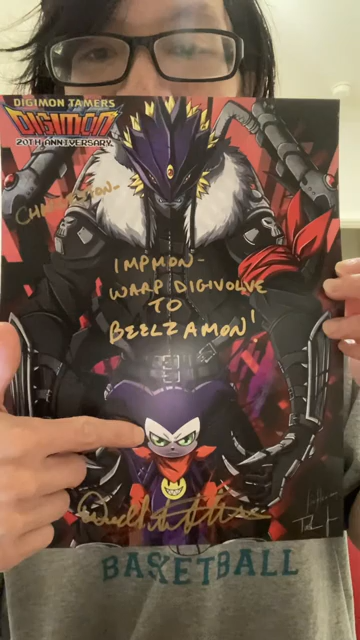 DIGIMON TAMERS
DIGIMON
20TH ANNIVERSARY
IMPMON-
WARP DIGIVOLVE
TO
BEELZAMON!
BASKETBALL